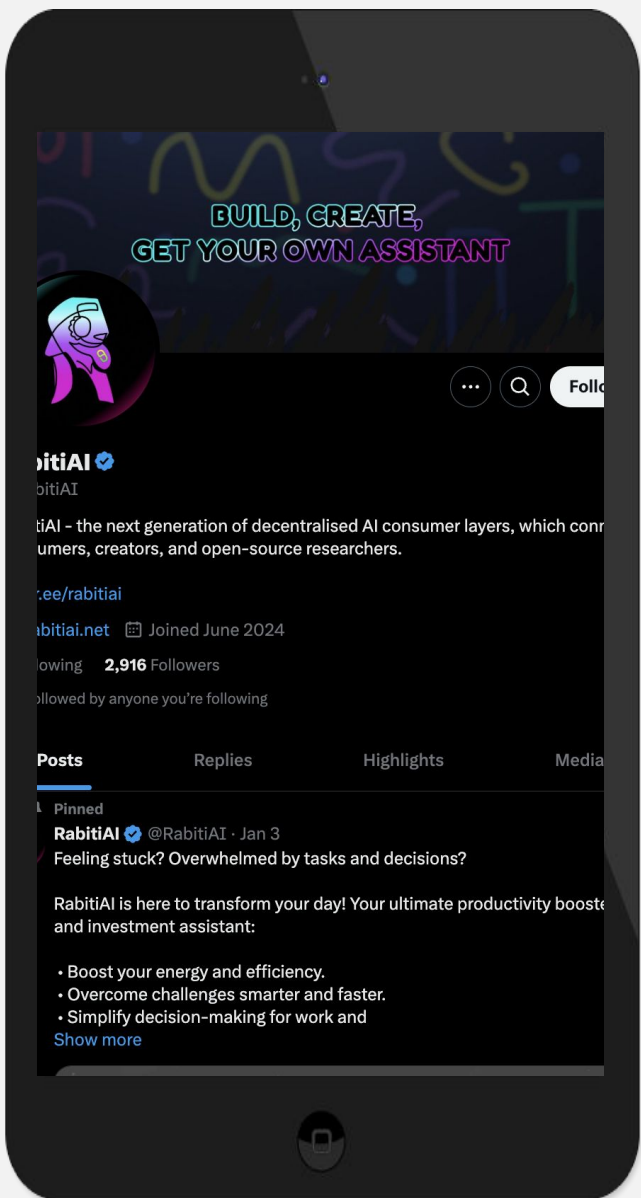 BUILD, CREATE,
GET YOUR OWN ASSISTANT
Follo
bitiAI
bitiAI
tiAI - the next generation of decentralised AI consumer layers, which conn
umers, creators, and open-source researchers.
r.ee/rabitiai
abitiai.net Joined June 2024
lowing 2,916 Followers
ollowed by anyone you're following
Posts Replies Highlights Media
Pinned
RabitiAI @RabitiAI · Jan 3
Feeling stuck? Overwhelmed by tasks and decisions?
RabitiAI is here to transform your day! Your ultimate productivity booste
and investment assistant:
• Boost your energy and efficiency.
• Overcome challenges smarter and faster.
• Simplify decision-making for work and
Show more